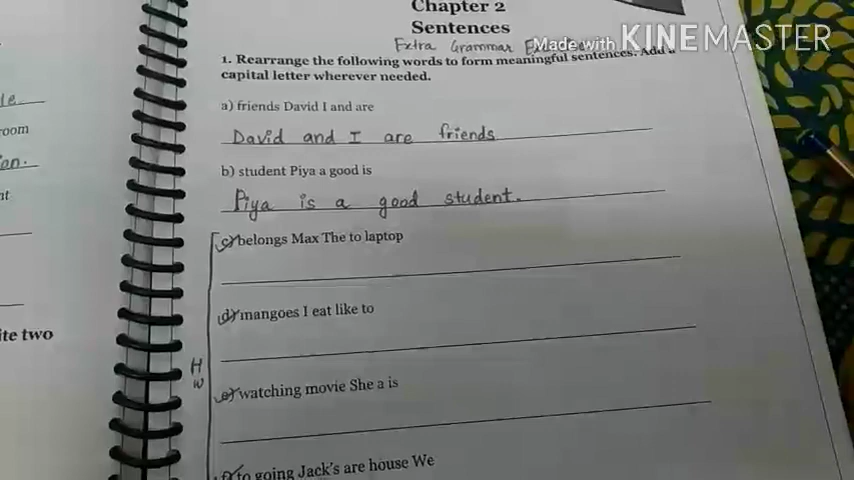 Chapter 2
Sentences
Extra Grammar
Made with KINEMASTER
1. Rearrange the following words to form meaningful sentences. Add a
capital letter wherever needed.
a) friends David I and are
David and I are friends
b) student Piya a good is
Piya is a good student.
c) belongs Max The to laptop
d) mangoes I eat like to
HW
e) watching movie She a is
to going Jack's are house We
le
oom
on.
nt
ite two